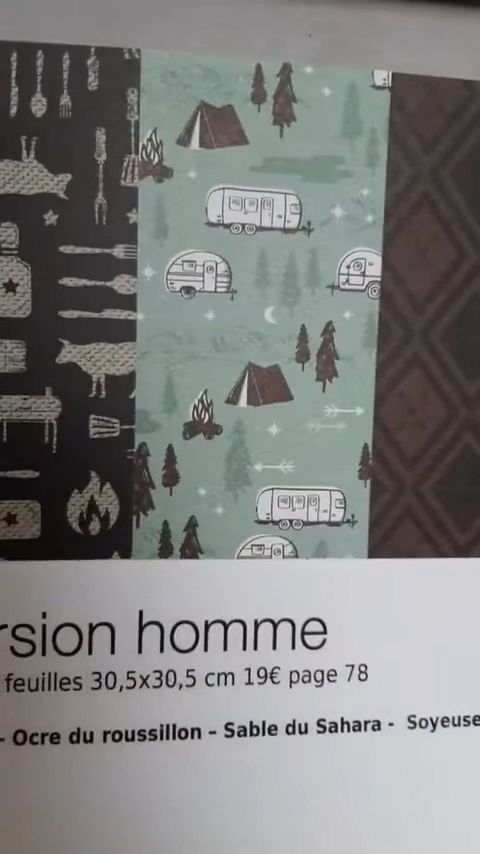 rsion homme
feuilles 30,5x30,5 cm 19€ page 78
- Ocre du roussillon – Sable du Sahara - Soyeuse